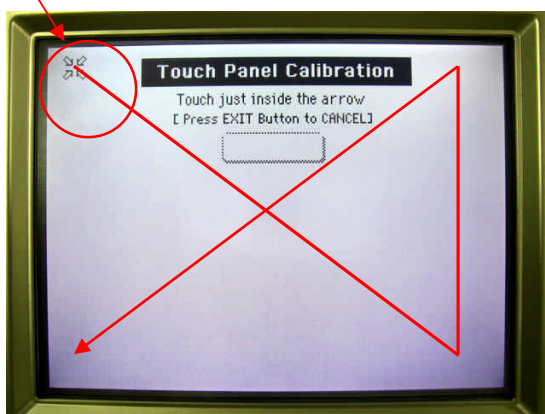 Touch Panel Calibration
Touch just inside the arrow
[ Press EXIT Button to CANCEL]